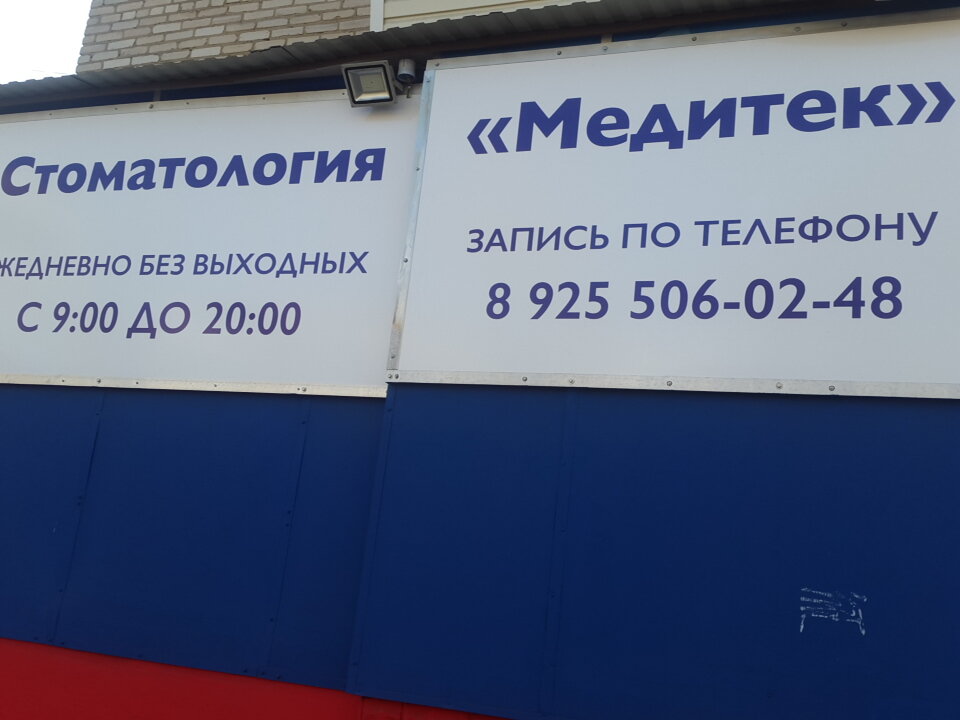 Стоматология
ЖЕДНЕВНО БЕЗ ВЫХОДНЫХ
С 9:00 ДО 20:00
«Медитек»
ЗАПИСЬ ПО ТЕЛЕФОНУ
8 925 506-02-48